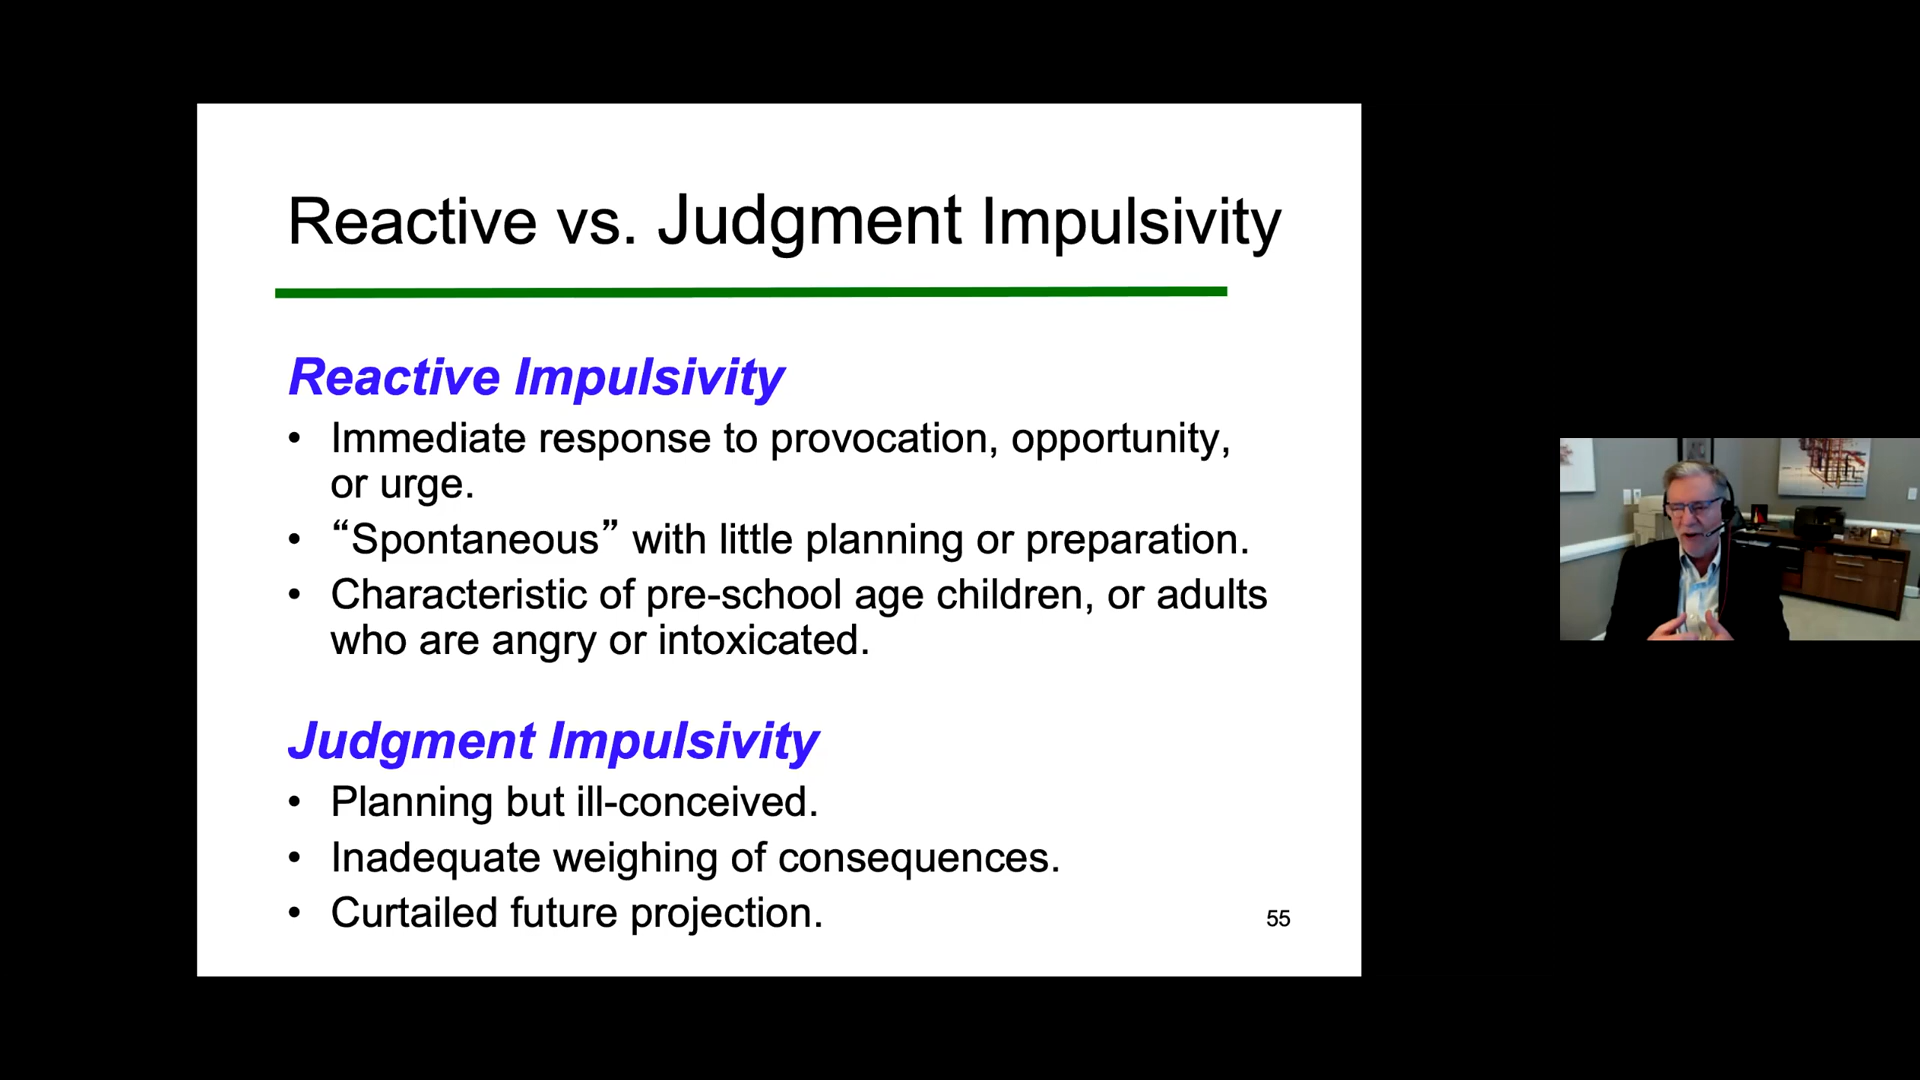 Reactive vs. Judgment Impulsivity
Reactive Impulsivity
• Immediate response to provocation, opportunity,
or urge.
• “Spontaneous” with little planning or preparation.
• Characteristic of pre-school age children, or adults
who are angry or intoxicated.
Judgment Impulsivity
• Planning but ill-conceived.
• Inadequate weighing of consequences.
• Curtailed future projection.
55